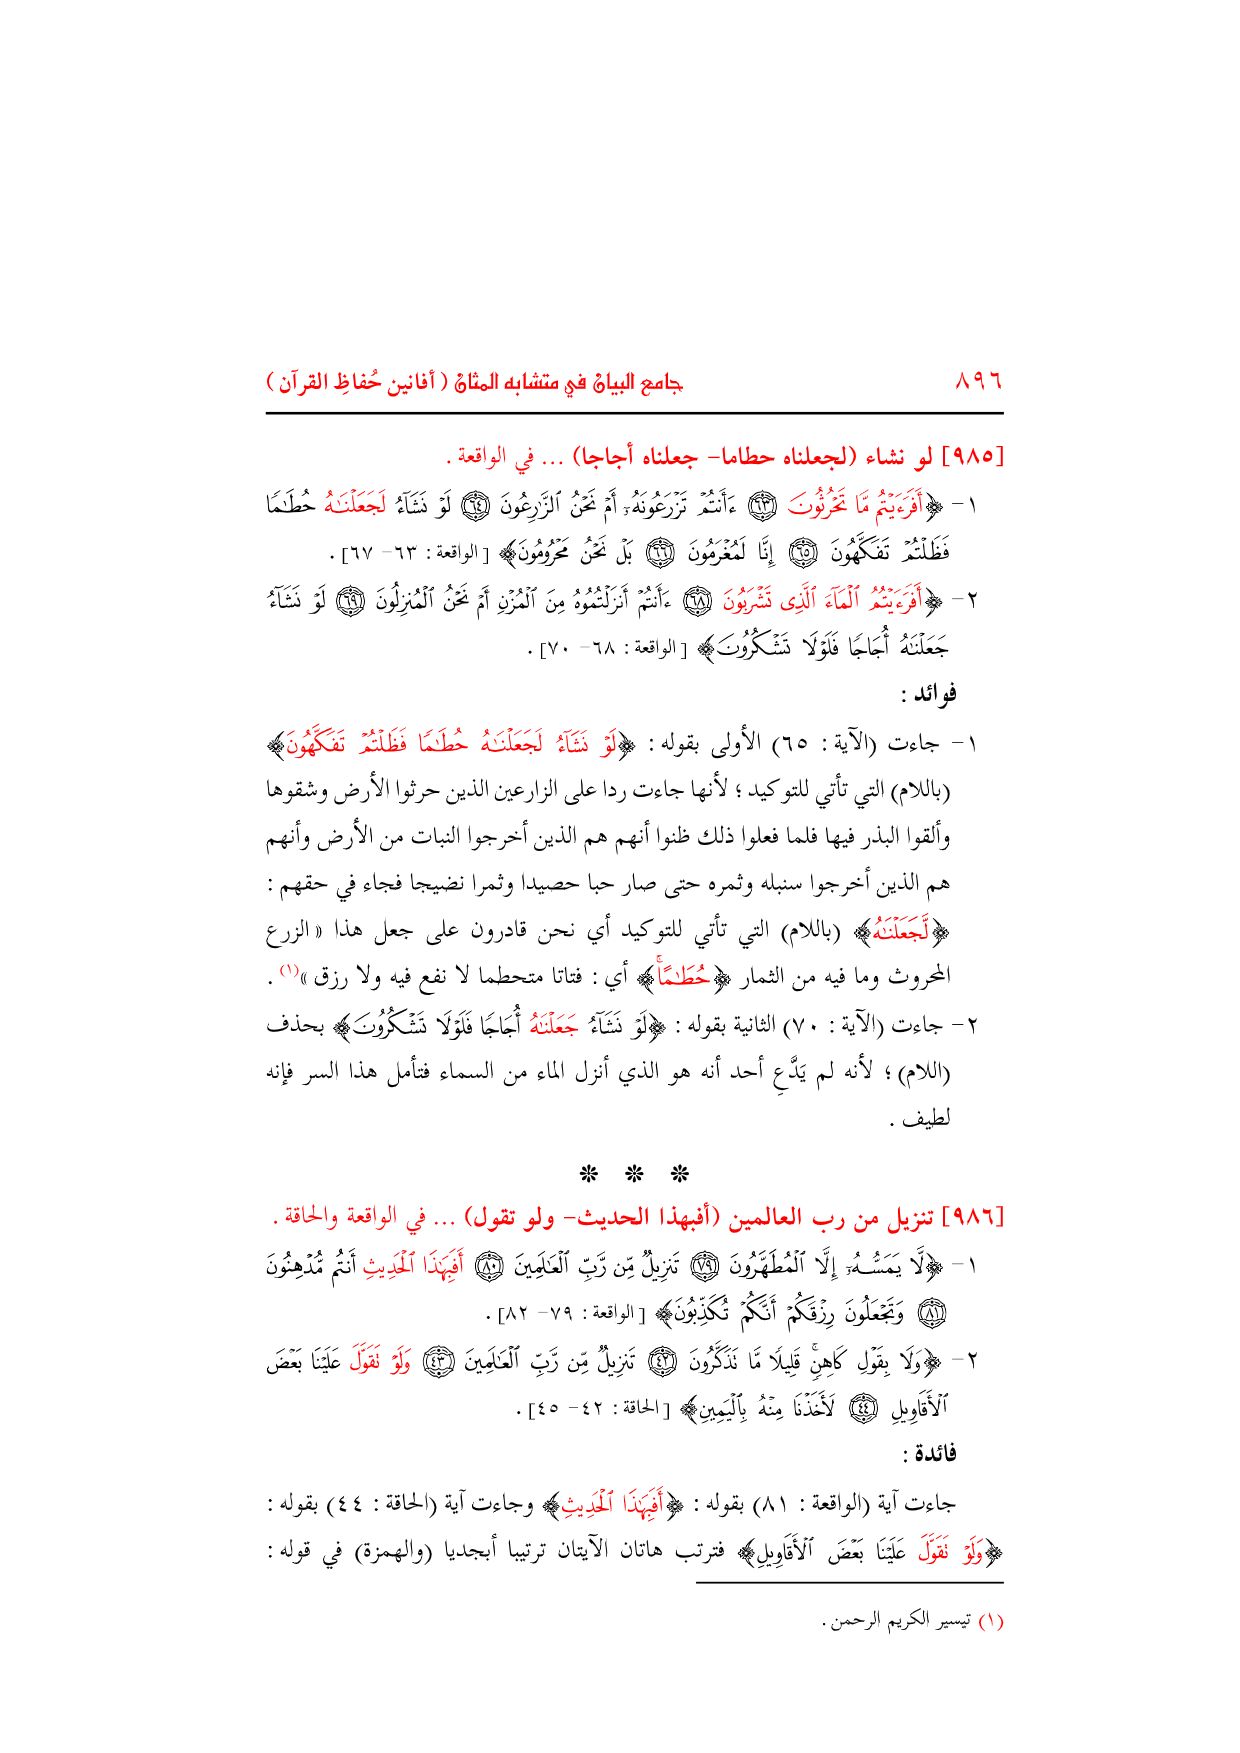 ٨٩٦ جامع البيان في متشابه المثان ( أفانين حُفاظِ القرآن )
[٩٨٥] لو نشاء (لجعلناه حطاما- جعلناه أجاجا) ... في الواقعة .
١- ﴿أَفَرَءَيْتُم مَّا تَحْرُثُونَ ٦٣ ءَأَنتُمْ تَزْرَعُونَهُۥٓ أَمْ نَحْنُ ٱلزَّٰرِعُونَ ٦٤ لَوْ نَشَآءُ لَجَعَلْنَٰهُ حُطَٰمًا
فَظَلْتُمْ تَفَكَّهُونَ ٦٥ إِنَّا لَمُغْرَمُونَ ٦٦ بَلْ نَحْنُ مَحْرُومُونَ﴾ [الواقعة : ٦٣- ٦٧] .
٢- ﴿أَفَرَءَيْتُمُ ٱلْمَآءَ ٱلَّذِى تَشْرَبُونَ ٦٨ ءَأَنتُمْ أَنزَلْتُمُوهُ مِنَ ٱلْمُزْنِ أَمْ نَحْنُ ٱلْمُنزِلُونَ ٦٩ لَوْ نَشَآءُ
جَعَلْنَٰهُ أُجَاجًا فَلَوْلَا تَشْكُرُونَ﴾ [الواقعة : ٦٨- ٧٠] .
فوائد :
١- جاءت (الآية : ٦٥) الأولى بقوله : ﴿لَوْ نَشَآءُ لَجَعَلْنَٰهُ حُطَٰمًا فَظَلْتُمْ تَفَكَّهُونَ﴾
(باللام) التي تأتي للتوكيد ؛ لأنها جاءت ردا على الزارعين الذين حرثوا الأرض وشقوها
وألقوا البذر فيها فلما فعلوا ذلك ظنوا أنهم هم الذين أخرجوا النبات من الأرض وأنهم
هم الذين أخرجوا سنبله وثمره حتى صار حبا حصيدا وثمرا نضيجا فجاء في حقهم :
﴿لَّجَعَلْنَٰهُ﴾ (باللام) التي تأتي للتوكيد أي نحن قادرون على جعل هذا «الزرع
المحروث وما فيه من الثمار ﴿حُطَٰمًاۚ﴾ أي : فتاتا متحطما لا نفع فيه ولا رزق»(١) .
٢- جاءت (الآية : ٧٠) الثانية بقوله : ﴿لَوْ نَشَآءُ جَعَلْنَٰهُ أُجَاجًا فَلَوْلَا تَشْكُرُونَ﴾ بحذف
(اللام)؛ لأنه لم يَدَّعِ أحد أنه هو الذي أنزل الماء من السماء فتأمل هذا السر فإنه
لطيف .
* * *
[٩٨٦] تنزيل من رب العالمين (أفبهذا الحديث- ولو تقول) ... في الواقعة والحاقة .
١- ﴿لَّا يَمَسُّهُۥٓ إِلَّا ٱلْمُطَهَّرُونَ ٧٩ تَنزِيلٌ مِّن رَّبِّ ٱلْعَٰلَمِينَ ٨٠ أَفَبِهَٰذَا ٱلْحَدِيثِ أَنتُم مُّدْهِنُونَ
٨١ وَتَجْعَلُونَ رِزْقَكُمْ أَنَّكُمْ تُكَذِّبُونَ﴾ [الواقعة : ٧٩- ٨٢] .
٢- ﴿وَلَا بِقَوْلِ كَاهِنٍۚ قَلِيلًا مَّا نَذَكَّرُونَ ٤٢ تَنزِيلٌ مِّن رَّبِّ ٱلْعَٰلَمِينَ ٤٣ وَلَوْ تَقَوَّلَ عَلَيْنَا بَعْضَ
ٱلْأَقَاوِيلِ ٤٤ لَأَخَذْنَا مِنْهُ بِٱلْيَمِينِ﴾ [الحاقة : ٤٢- ٤٥] .
فائدة :
جاءت آية (الواقعة : ٨١) بقوله : ﴿أَفَبِهَٰذَا ٱلْحَدِيثِ﴾ وجاءت آية (الحاقة : ٤٤) بقوله :
﴿وَلَوْ تَقَوَّلَ عَلَيْنَا بَعْضَ ٱلْأَقَاوِيلِ﴾ فترتب هاتان الآيتان ترتيبا أبجديا (والهمزة) في قوله :
(١) تيسير الكريم الرحمن .